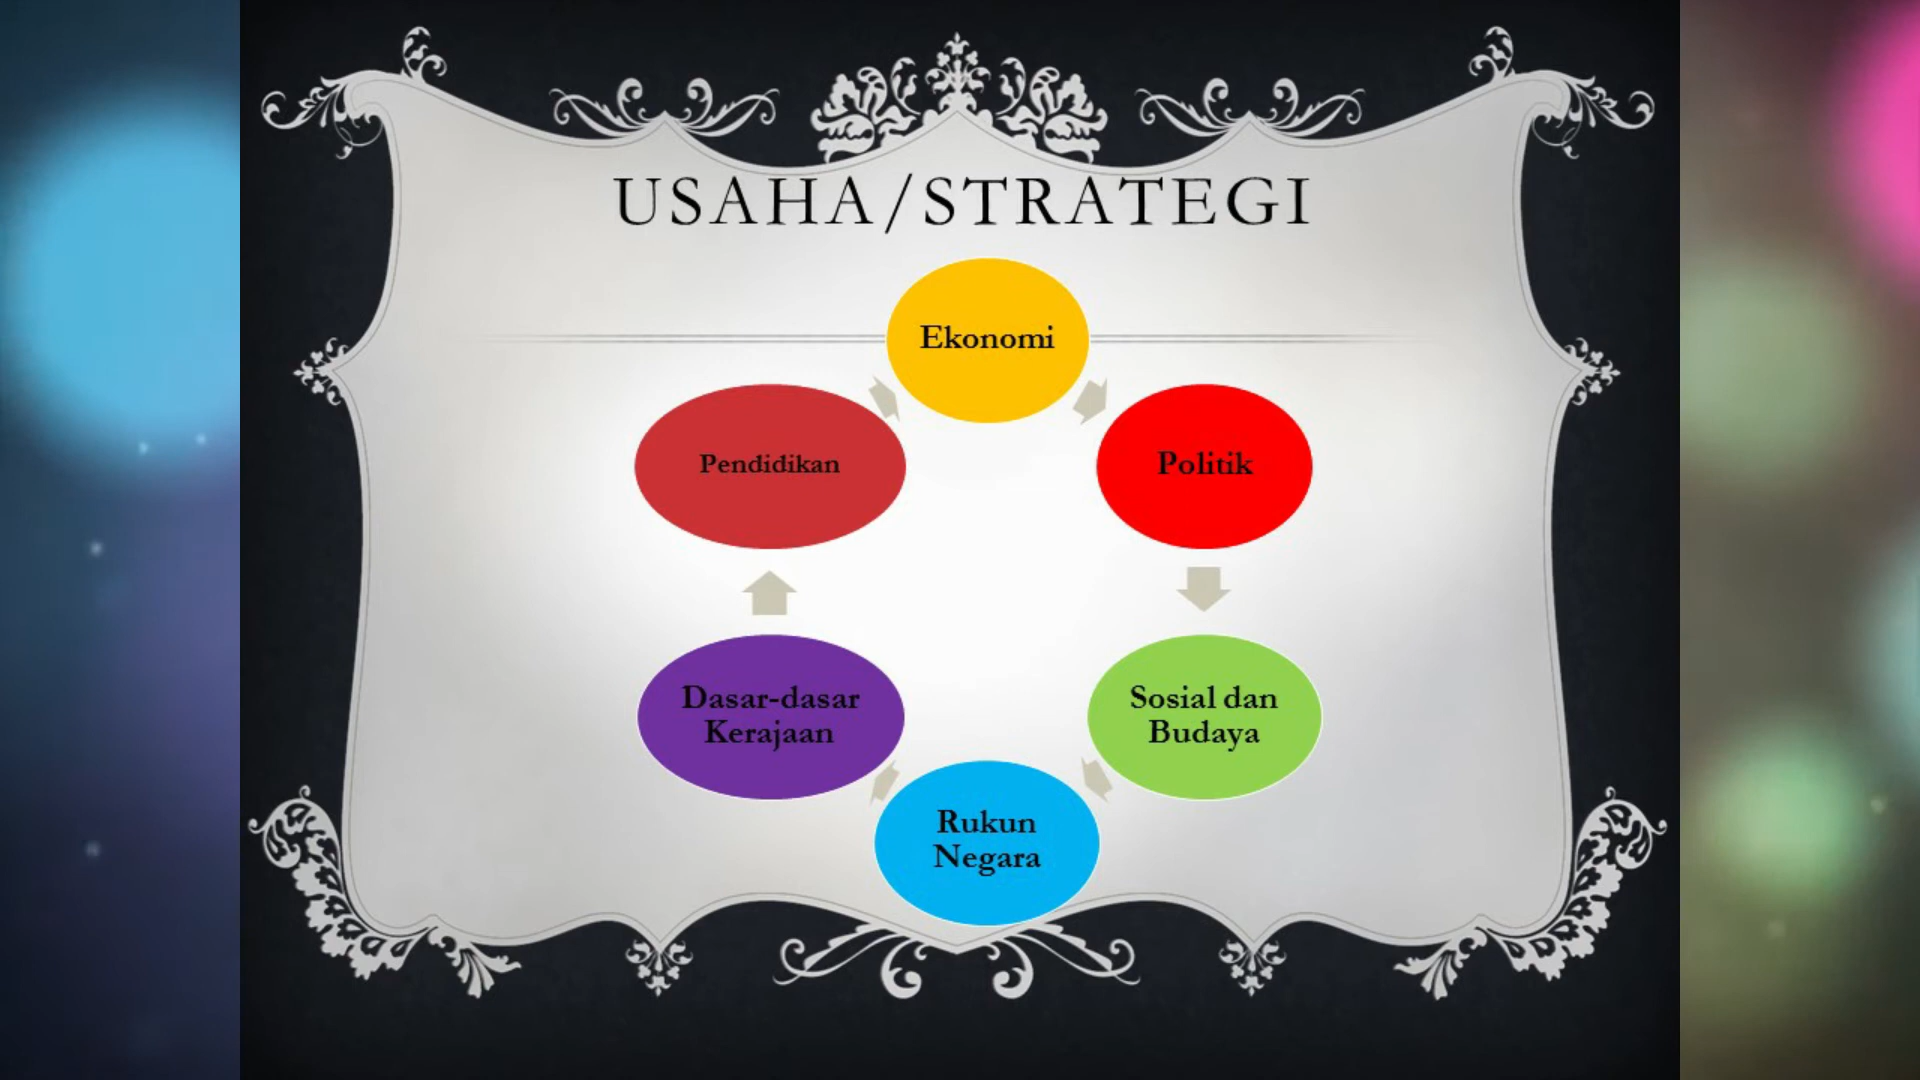 USAHA/STRATEGI
Ekonomi
Politik
Sosial dan
Budaya
Rukun
Negara
Dasar-dasar
Kerajaan
Pendidikan